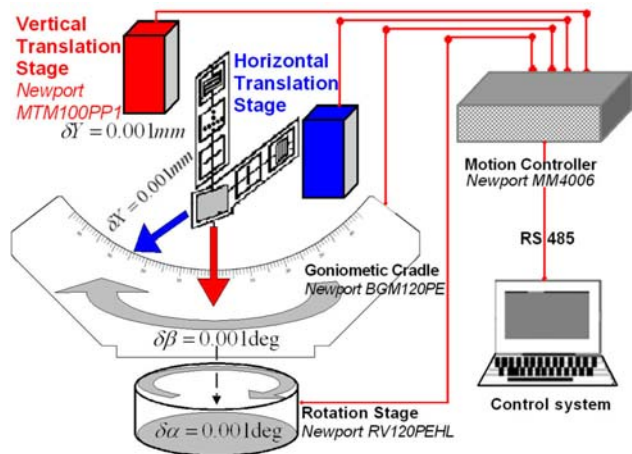 Vertical
Translation
Stage
Newport
MTM100PP1
δY = 0.001mm
Horizontal
Translation
Stage
δX = 0.001mm
Motion Controller
Newport MM4006
RS 485
Goniometic Cradle
Newport BGM120PE
δβ = 0.001deg
Control system
Rotation Stage
Newport RV120PEHL
δα = 0.001deg